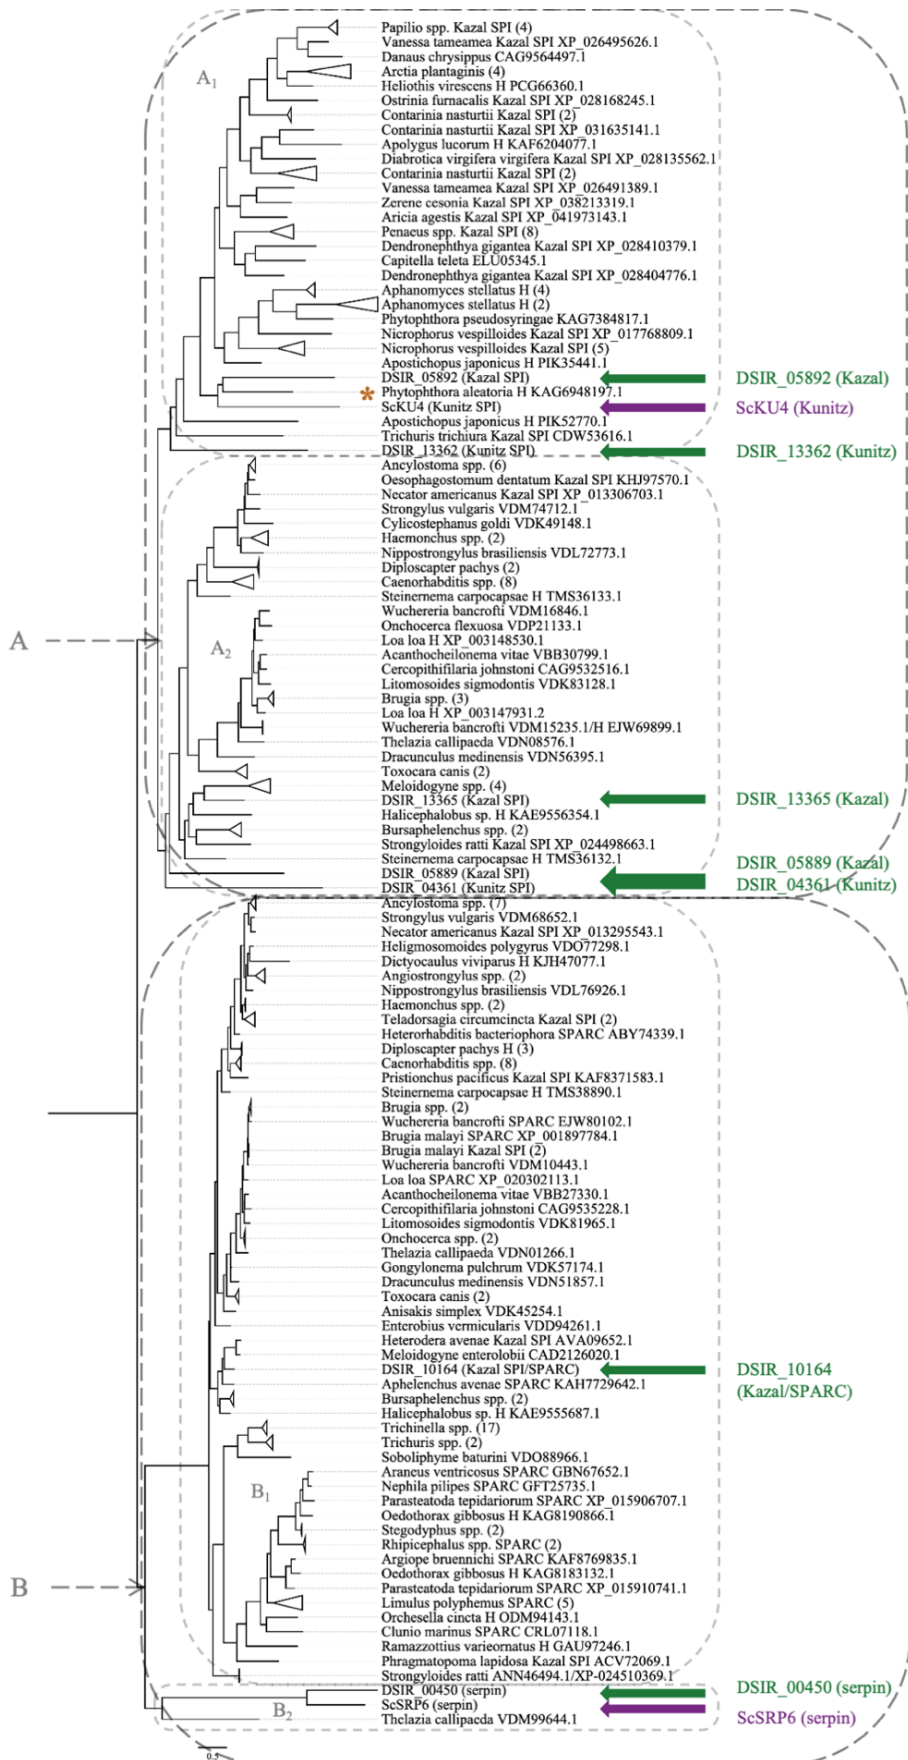 Papilio spp. Kazal SPI (4)
Vanessa tameamea Kazal SPI XP_026495626.1
Danaus chrysippus CAG9564497.1
A1
Arctia plantaginis (4)
Heliothis virescens H PCG66360.1
Ostrinia furnacalis Kazal SPI XP_028168245.1
Contarinia nasturtii Kazal SPI (2)
Contarinia nasturtii Kazal SPI XP_031635141.1
Apolygus lucorum H KAF6204077.1
Diabrotica virgifera virgifera Kazal SPI XP_028135562.1
Contarinia nasturtii Kazal SPI (2)
Vanessa tameamea Kazal SPI XP_026491389.1
Zerene cesonia Kazal SPI XP_038213319.1
Aricia agestis Kazal SPI XP_041973143.1
Penaeus spp. Kazal SPI (8)
Dendronephthya gigantea Kazal SPI XP_028410379.1
Capitella teleta ELU05345.1
Dendronephthya gigantea Kazal SPI XP_028404776.1
Aphanomyces stellatus H (4)
Aphanomyces stellatus H (2)
Phytophthora pseudosyringae KAG7384817.1
Nicrophorus vespilloides Kazal SPI XP_017768809.1
Nicrophorus vespilloides Kazal SPI (5)
Apostichopus japonicus H PIK35441.1
DSIR_05892 (Kazal SPI) DSIR_05892 (Kazal)
* Phytophthora aleatoria H KAG6948197.1
ScKU4 (Kunitz SPI) ScKU4 (Kunitz)
Apostichopus japonicus H PIK52770.1
Trichuris trichiura Kazal SPI CDW53616.1
DSIR_13362 (Kunitz SPI) DSIR_13362 (Kunitz)
Ancylostoma spp. (6)
Oesophagostomum dentatum Kazal SPI KHJ97570.1
Necator americanus Kazal SPI XP_013306703.1
Strongylus vulgaris VDM74712.1
Cylicostephanus goldi VDK49148.1
Haemonchus spp. (2)
Nippostrongylus brasiliensis VDL72773.1
Diploscapter pachys (2)
Caenorhabditis spp. (8)
Steinernema carpocapsae H TMS36133.1
Wuchereria bancrofti VDM16846.1
Onchocerca flexuosa VDP21133.1
A
Loa loa H XP_003148530.1
A2
Acanthocheilonema vitae VBB30799.1
Cercopithifilaria johnstoni CAG9532516.1
Litomosoides sigmodontis VDK83128.1
Brugia spp. (3)
Loa loa H XP_003147931.2
Wuchereria bancrofti VDM15235.1/H EJW69899.1
Thelazia callipaeda VDN08576.1
Dracunculus medinensis VDN56395.1
Toxocara canis (2)
Meloidogyne spp. (4)
DSIR_13365 (Kazal SPI) DSIR_13365 (Kazal)
Halicephalobus sp. H KAE9556354.1
Bursaphelenchus spp. (2)
Strongyloides ratti Kazal SPI XP_024498663.1
Steinernema carpocapsae H TMS36132.1
DSIR_05889 (Kazal SPI) DSIR_05889 (Kazal)
DSIR_04361 (Kunitz SPI) DSIR_04361 (Kunitz)
Ancylostoma spp. (7)
Strongylus vulgaris VDM68652.1
Necator americanus Kazal SPI XP_013295543.1
Heligmosomoides polygyrus VDO77298.1
Dictyocaulus viviparus H KJH47077.1
Angiostrongylus spp. (2)
Nippostrongylus brasiliensis VDL76926.1
Haemonchus spp. (2)
Teladorsagia circumcincta Kazal SPI (2)
Heterorhabditis bacteriophora SPARC ABY74339.1
Diploscapter pachys H (3)
Caenorhabditis spp. (8)
Pristionchus pacificus Kazal SPI KAF8371583.1
Steinernema carpocapsae H TMS38890.1
Brugia spp. (2)
Wuchereria bancrofti SPARC EJW80102.1
Brugia malayi SPARC XP_001897784.1
Brugia malayi Kazal SPI (2)
Wuchereria bancrofti VDM10443.1
Loa loa SPARC XP_020302113.1
Acanthocheilonema vitae VBB27330.1
Cercopithifilaria johnstoni CAG9535228.1
Litomosoides sigmodontis VDK81965.1
Onchocerca spp. (2)
Thelazia callipaeda VDN01266.1
Gongylonema pulchrum VDK57174.1
Dracunculus medinensis VDN51857.1
Toxocara canis (2)
Anisakis simplex VDK45254.1
Enterobius vermicularis VDD94261.1
Heterodera avenae Kazal SPI AVA09652.1
Meloidogyne enterolobii CAD2126020.1
DSIR_10164 (Kazal SPI/SPARC) DSIR_10164
Aphelenchus avenae SPARC KAH7729642.1 (Kazal/SPARC)
Bursaphelenchus spp. (2)
Halicephalobus sp. H KAE9555687.1
Trichinella spp. (17)
Trichuris spp. (2)
Soboliphyme baturini VDO88966.1
Araneus ventricosus SPARC GBN67652.1
Nephila pilipes SPARC GFT25735.1
B1
Parasteatoda tepidariorum SPARC XP_015906707.1
Oedothorax gibbosus H KAG8190866.1
Stegodyphus spp. (2)
Rhipicephalus spp. SPARC (2)
Argiope bruennichi SPARC KAF8769835.1
Oedothorax gibbosus H KAG8183132.1
B
Parasteatoda tepidariorum SPARC XP_015910741.1
Limulus polyphemus SPARC (5)
Orchesella cincta H ODM94143.1
Clunio marinus SPARC CRL07118.1
Ramazzottius varieornatus H GAU97246.1
Phragmatopoma lapidosa Kazal SPI ACV72069.1
Strongyloides ratti ANN46494.1/XP-024510369.1
DSIR_00450 (serpin) DSIR_00450 (serpin)
B2
ScSRP6 (serpin) ScSRP6 (serpin)
Thelazia callipaeda VDM99644.1
0.5